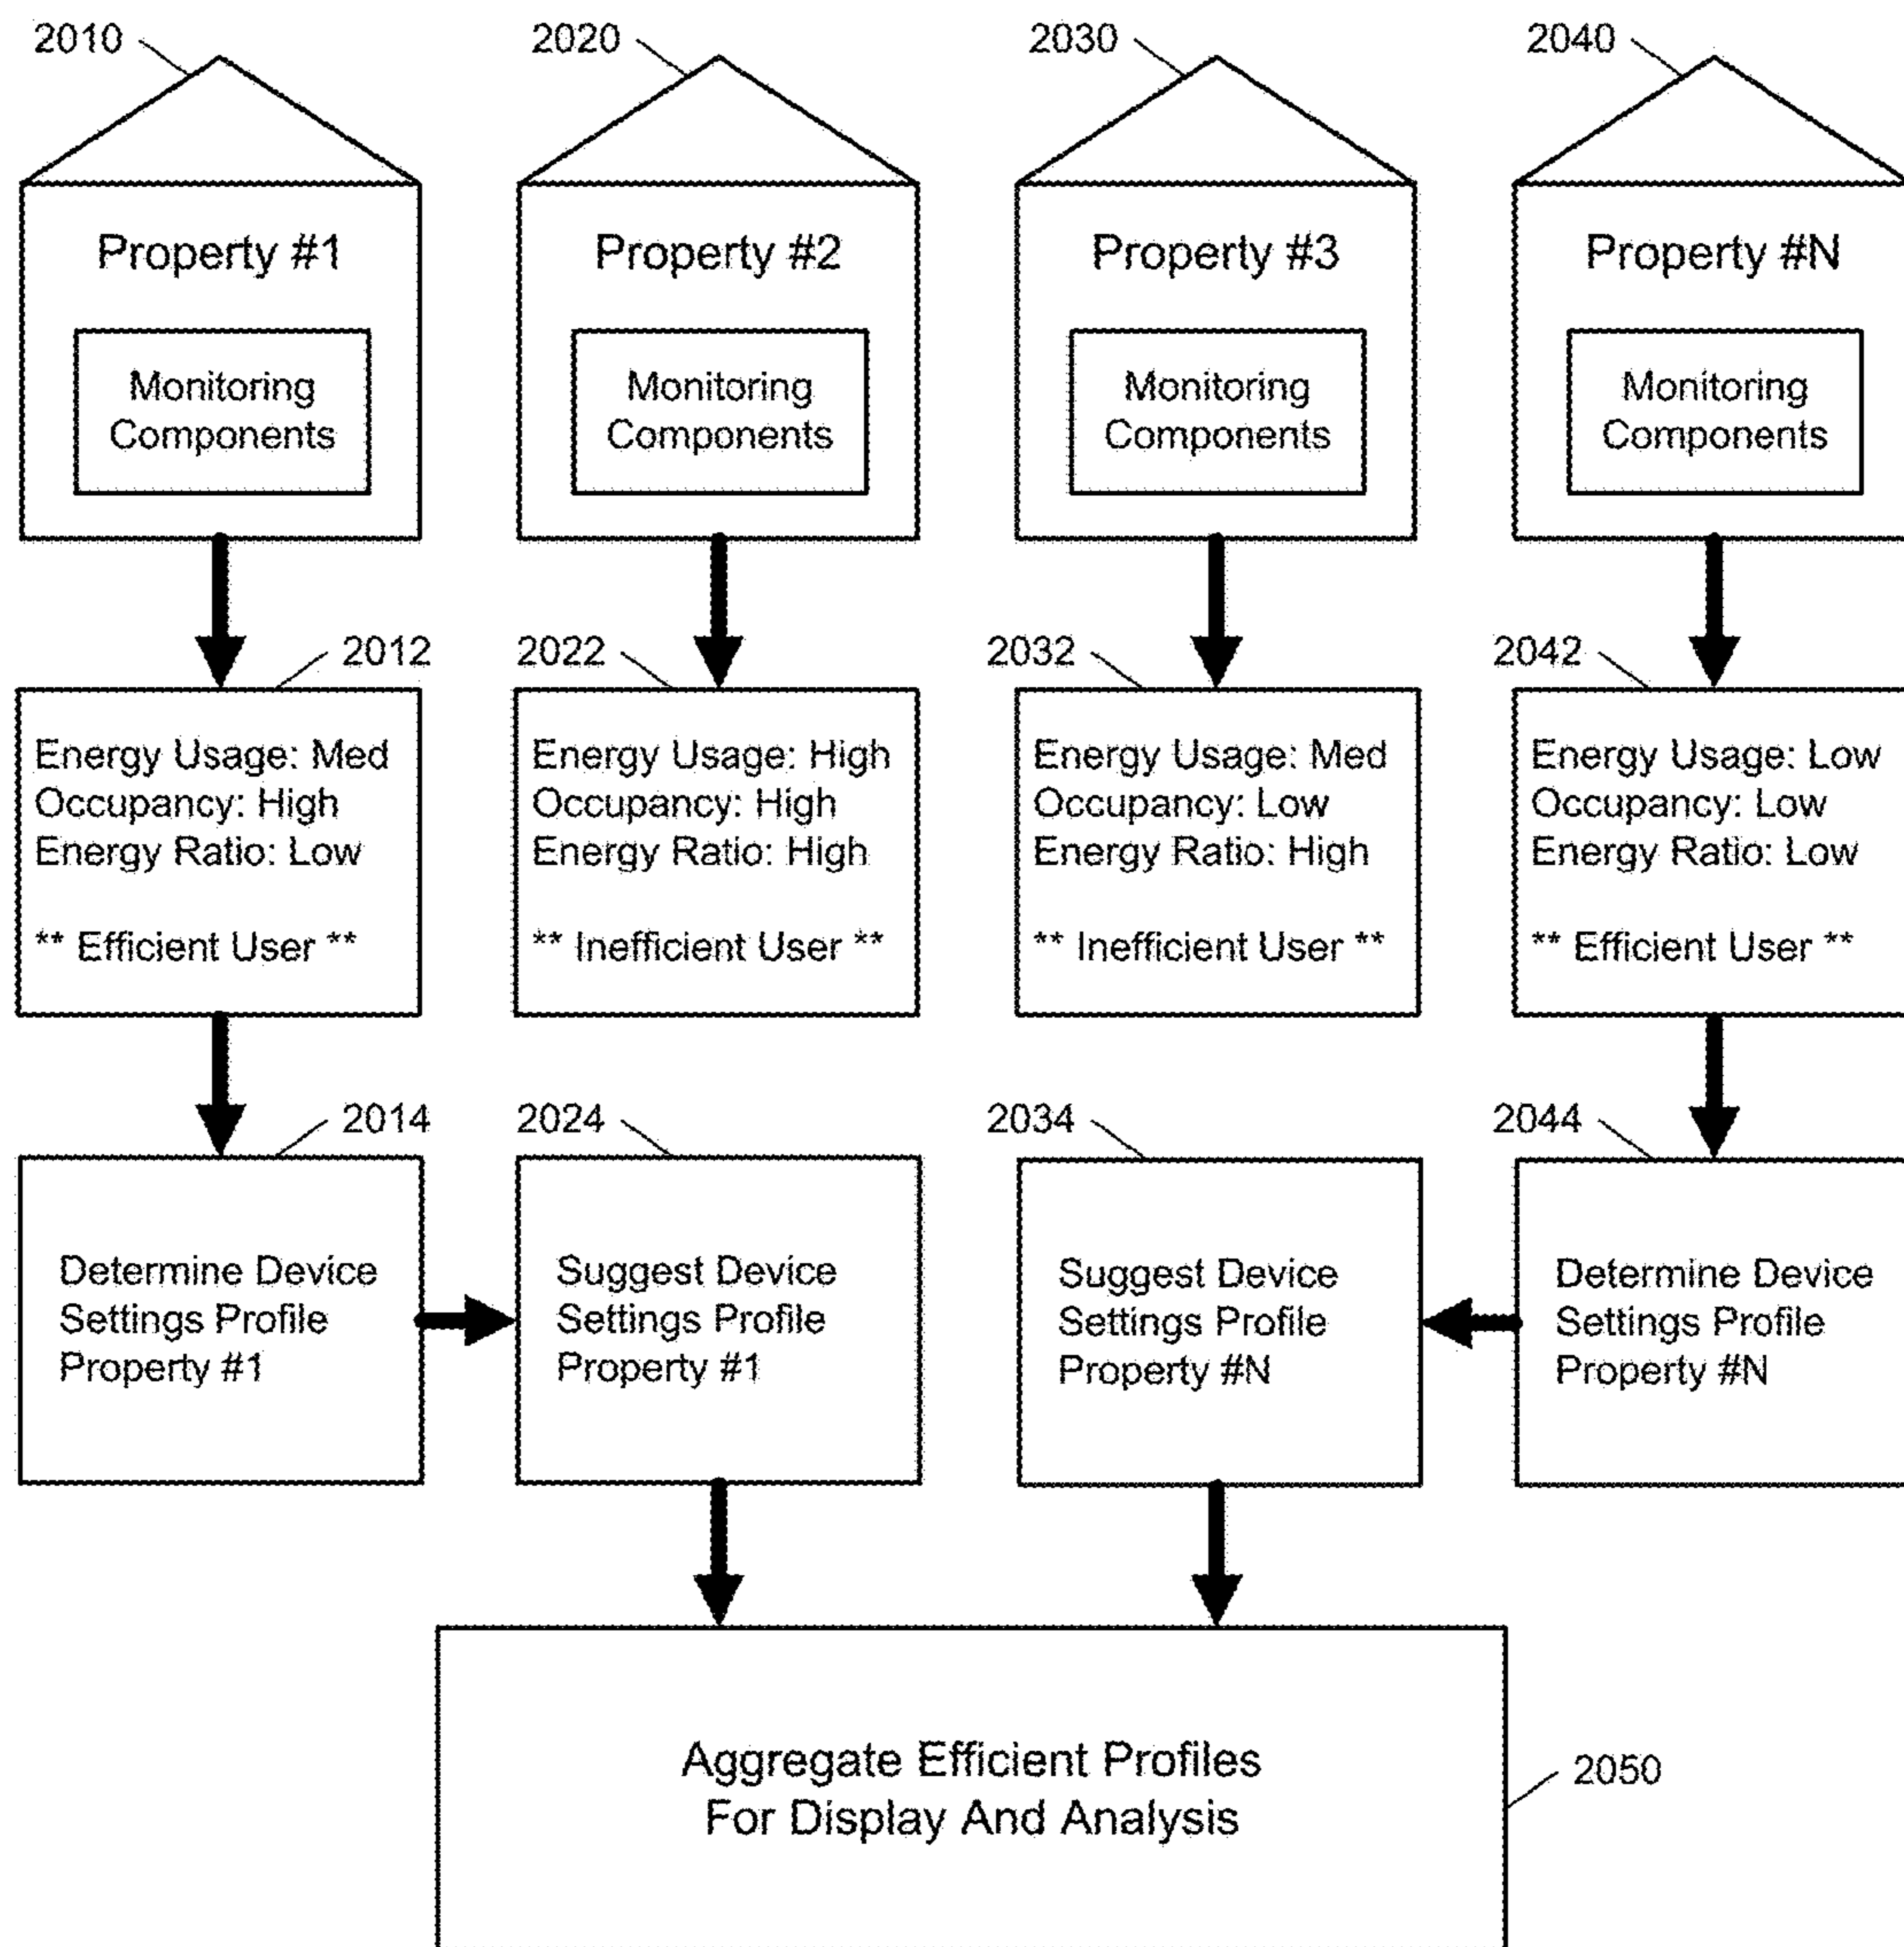 2010
2020
2030
2040
Property #1
Property #2
Property #3
Property #N
Monitoring
Components
Monitoring
Components
Monitoring
Components
Monitoring
Components
2012
2022
2032
2042
Energy Usage: Med
Occupancy: High
Energy Ratio: Low
** Efficient User **
Energy Usage: High
Occupancy: High
Energy Ratio: High
** Inefficient User **
Energy Usage: Med
Occupancy: Low
Energy Ratio: High
** Inefficient User **
Energy Usage: Low
Occupancy: Low
Energy Ratio: Low
** Efficient User **
2014
2024
2034
2044
Determine Device
Settings Profile
Property #1
Suggest Device
Settings Profile
Property #1
Suggest Device
Settings Profile
Property #N
Determine Device
Settings Profile
Property #N
Aggregate Efficient Profiles
For Display And Analysis
2050